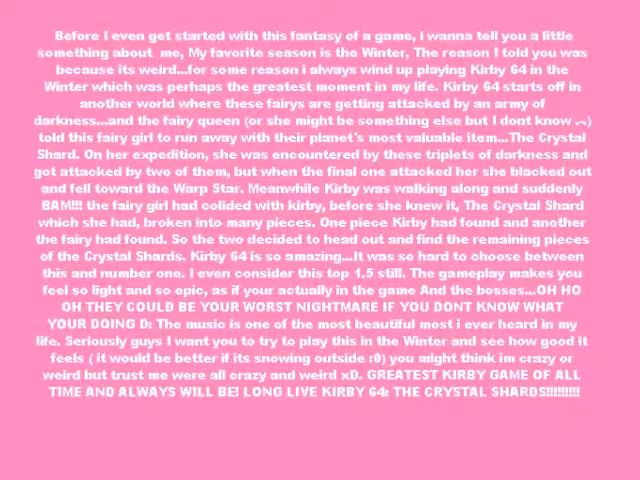 Before I even get started with this fantasy of a game, i wanna tell you a little
something about  me, My favorite season is the Winter, The reason I told you was
because its weird...for some reason i always wind up playing Kirby 64 in the
Winter which was perhaps the greatest moment in my life. Kirby 64 starts off in
another world where these fairys are getting attacked by an army of
darkness...and the fairy queen (or she might be something else but I dont know .-.)
told this fairy girl to run away with their planet's most valuable item...The Crystal
Shard. On her expedition, she was encountered by these triplets of darkness and
got attacked by two of them, but when the final one attacked her she blacked out
and fell toward the Warp Star. Meanwhile Kirby was walking along and suddenly
BAM!!! the fairy girl had colided with kirby, before she knew it, The Crystal Shard
which she had, broken into many pieces. One piece Kirby had found and another
the fairy had found. So the two decided to head out and find the remaining pieces
of the Crystal Shards. Kirby 64 is so amazing...It was so hard to choose between
this and number one. I even consider this top 1.5 still. The gameplay makes you
feel so light and so epic, as if your actually in the game And the bosses...OH HO
OH THEY COULD BE YOUR WORST NIGHTMARE IF YOU DONT KNOW WHAT
YOUR DOING D: The music is one of the most beautiful most i ever heard in my
life. Seriously guys I want you to try to play this in the Winter and see how good it
feels ( it would be better if its snowing outside :0) you might think im crazy or
weird but trust me were all crazy and weird xD. GREATEST KIRBY GAME OF ALL
TIME AND ALWAYS WILL BE! LONG LIVE KIRBY 64: THE CRYSTAL SHARDS!!!!!!!!!